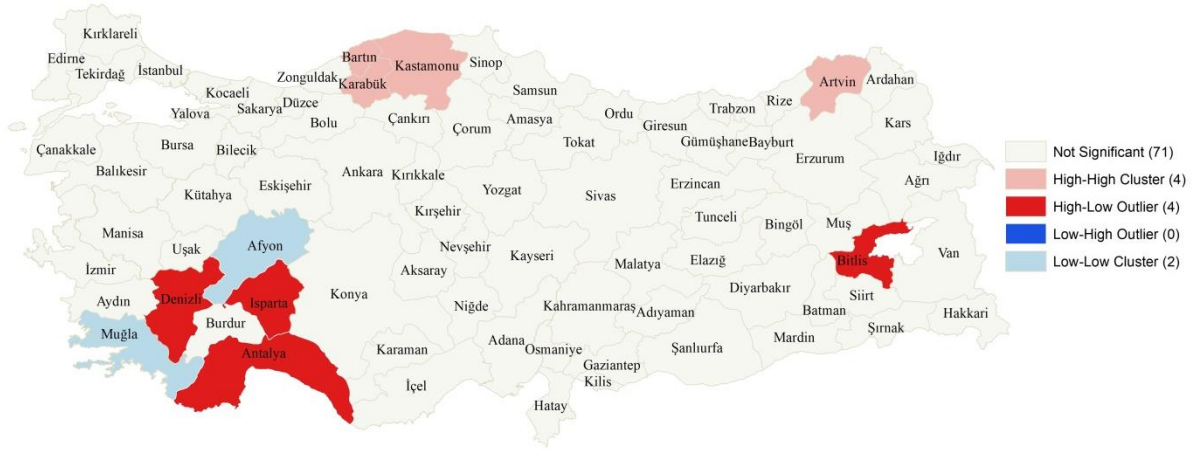 Kırklareli
Edirne
Tekirdağ
İstanbul
Kocaeli
Yalova
Sakarya
Düzce
Zonguldak
Bartın
Karabük
Kastamonu
Sinop
Samsun
Bolu
Çankırı
Çorum
Amasya
Tokat
Ordu
Giresun
Trabzon
Rize
Artvin
Ardahan
Gümüşhane
Bayburt
Kars
Erzurum
Iğdır
Ağrı
Çanakkale
Bursa
Bilecik
Balıkesir
Kütahya
Eskişehir
Ankara
Kırıkkale
Yozgat
Sivas
Erzincan
Tunceli
Bingöl
Muş
Kırşehir
Manisa
Uşak
Afyon
Nevşehir
Kayseri
Aksaray
Malatya
Elazığ
Bitlis
Van
İzmir
Aydın
Denizli
Isparta
Burdur
Konya
Niğde
Kahramanmaraş
Adıyaman
Diyarbakır
Batman
Siirt
Şırnak
Hakkari
Muğla
Antalya
Karaman
İçel
Adana
Osmaniye
Gaziantep
Kilis
Hatay
Şanlıurfa
Mardin
Not Significant (71)
High-High Cluster (4)
High-Low Outlier (4)
Low-High Outlier (0)
Low-Low Cluster (2)